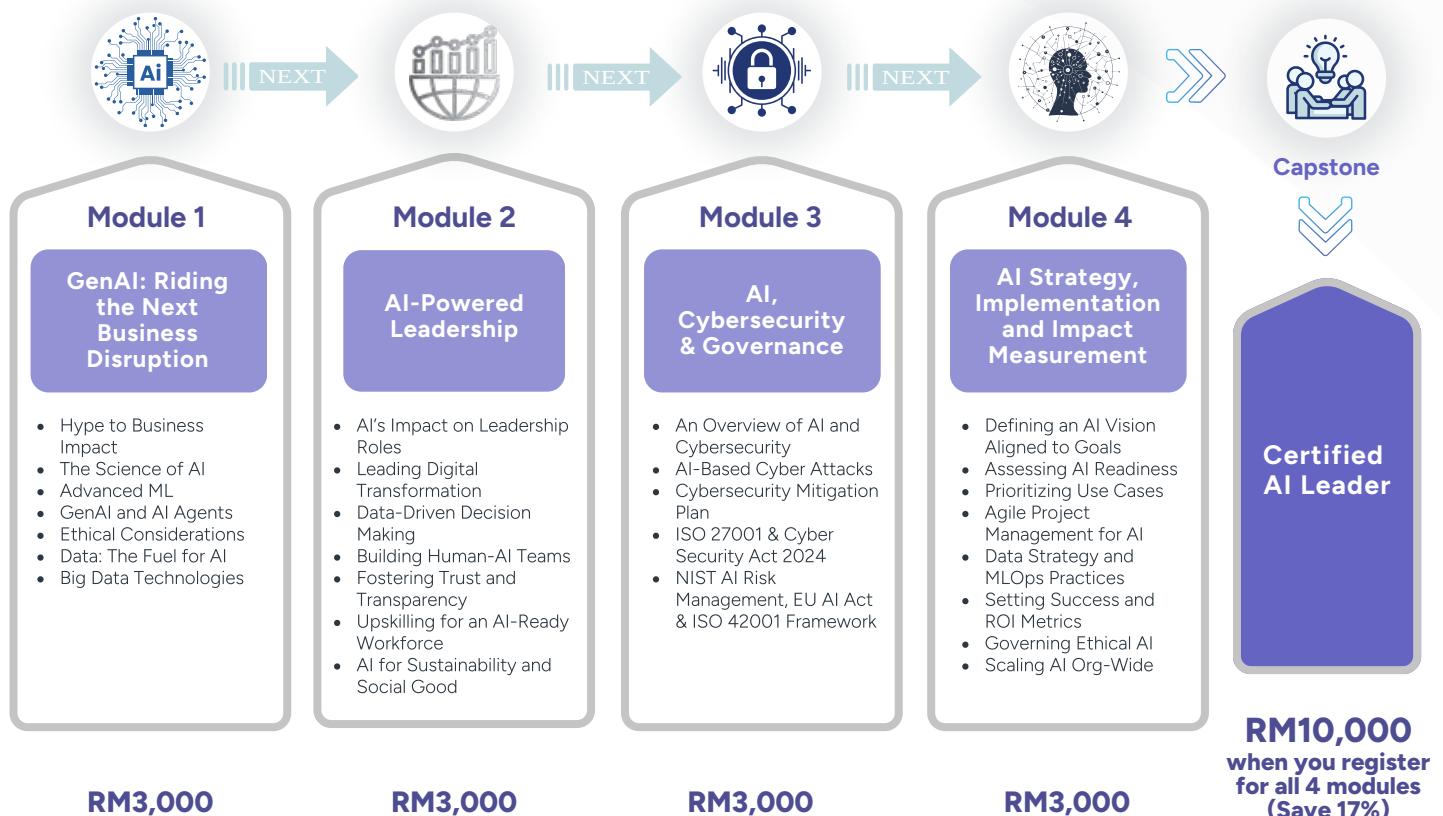 Ai
NEXT
NEXT
NEXT
Capstone
Module 1
GenAI: Riding
the Next
Business
Disruption
• Hype to Business
Impact
• The Science of AI
• Advanced ML
• GenAI and AI Agents
• Ethical Considerations
• Data: The Fuel for AI
• Big Data Technologies
RM3,000
Module 2
AI-Powered
Leadership
• AI's Impact on Leadership
Roles
• Leading Digital
Transformation
• Data-Driven Decision
Making
• Building Human-AI Teams
• Fostering Trust and
Transparency
• Upskilling for an AI-Ready
Workforce
• AI for Sustainability and
Social Good
RM3,000
Module 3
AI,
Cybersecurity
& Governance
• An Overview of AI and
Cybersecurity
• AI-Based Cyber Attacks
• Cybersecurity Mitigation
Plan
• ISO 27001 & Cyber
Security Act 2024
• NIST AI Risk
Management, EU AI Act
& ISO 42001 Framework
RM3,000
Module 4
AI Strategy,
Implementation
and Impact
Measurement
• Defining an AI Vision
Aligned to Goals
• Assessing AI Readiness
• Prioritizing Use Cases
• Agile Project
Management for AI
• Data Strategy and
MLOps Practices
• Setting Success and
ROI Metrics
• Governing Ethical AI
• Scaling AI Org-Wide
RM3,000
Certified
AI Leader
RM10,000
when you register
for all 4 modules
(Save 17%)